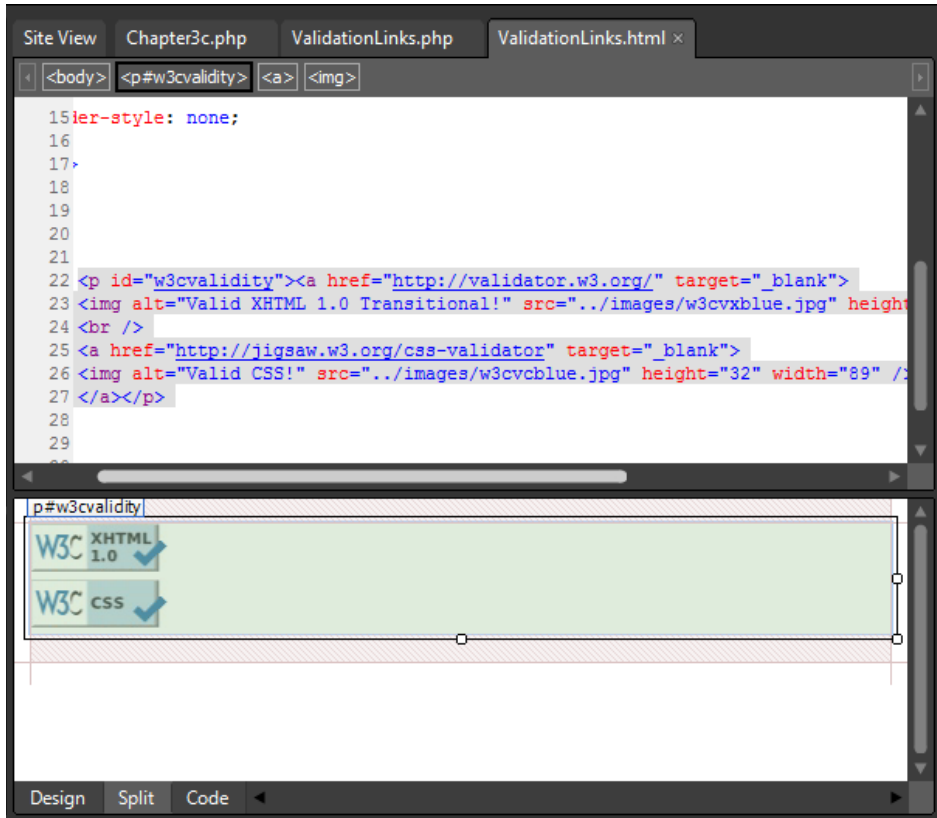 Site View Chapter3c.php ValidationLinks.php ValidationLinks.html ×
<body> <p#w3cvalidity> <a> <img>
15 er-style: none;
16
17 >
18
19
20
21
22 <p id="w3cvalidity"><a href="http://validator.w3.org/" target="_blank">
23 <img alt="Valid XHTML 1.0 Transitional!" src="../images/w3cvxblue.jpg" height
24 <br />
25 <a href="http://jigsaw.w3.org/css-validator" target="_blank">
26 <img alt="Valid CSS!" src="../images/w3cvcblue.jpg" height="32" width="89" /
27 </a></p>
28
29
p#w3cvalidity
W3C XHTML 1.0
W3C css
Design Split Code